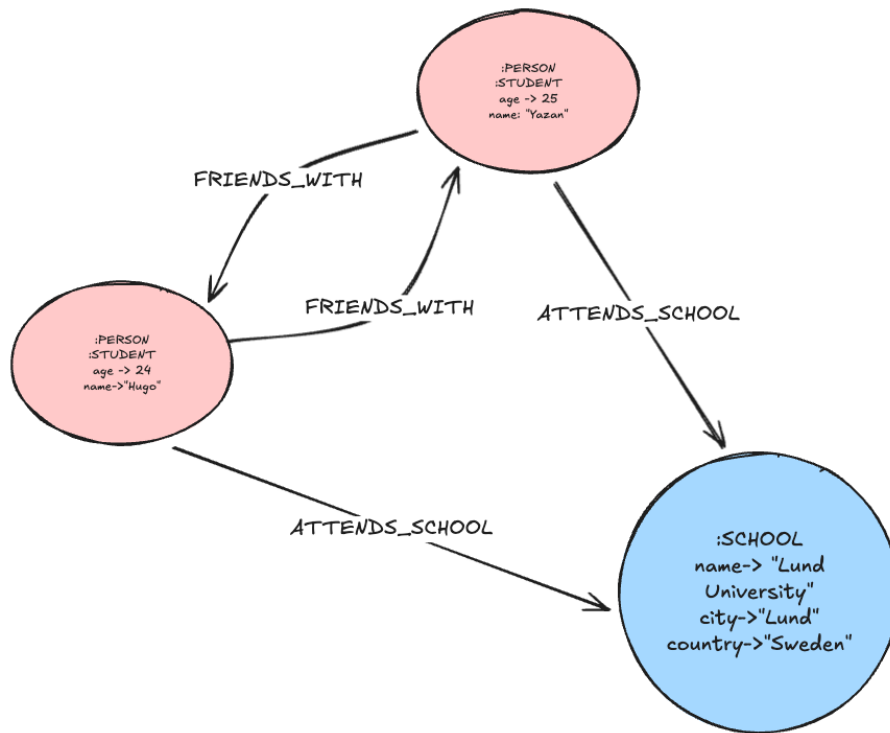 :PERSON
:STUDENT
age -> 25
name: "Yazan"
FRIENDS_WITH
FRIENDS_WITH
ATTENDS_SCHOOL
:PERSON
:STUDENT
age -> 24
name->"Hugo"
ATTENDS_SCHOOL
:SCHOOL
name-> "Lund
University"
city->"Lund"
country->"Sweden"